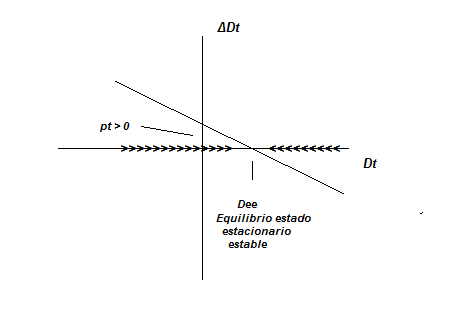 ΔDt
pt > 0
Dt
Dee
Equilibrio estado
estacionario
estable